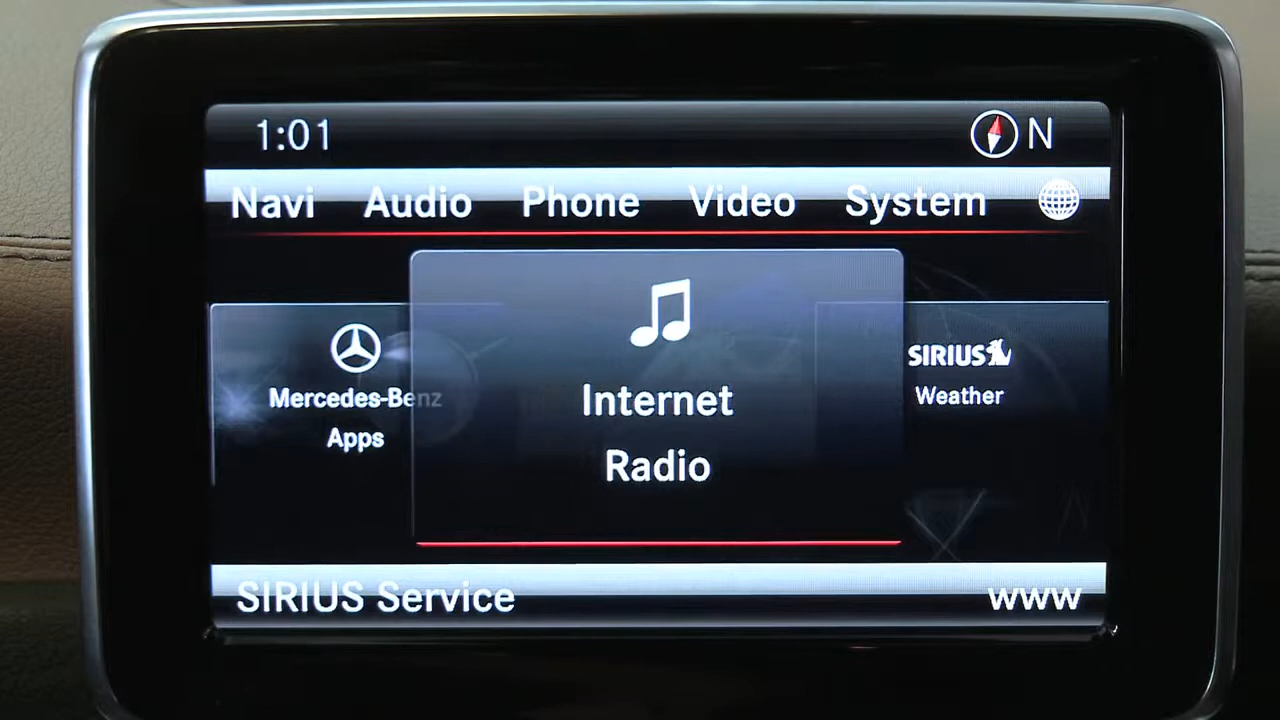 1:01 N
Navi Audio Phone Video System
Mercedes-Benz
Apps
Internet
Radio
SIRIUS
Weather
SIRIUS Service www